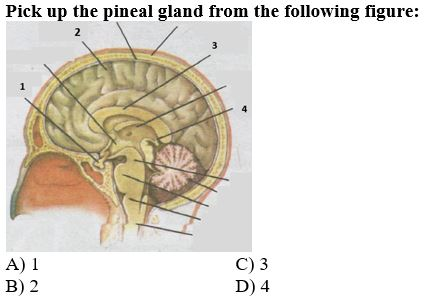 Pick up the pineal gland from the following figure:
2
3
1
4
A) 1
C) 3
B) 2
D) 4